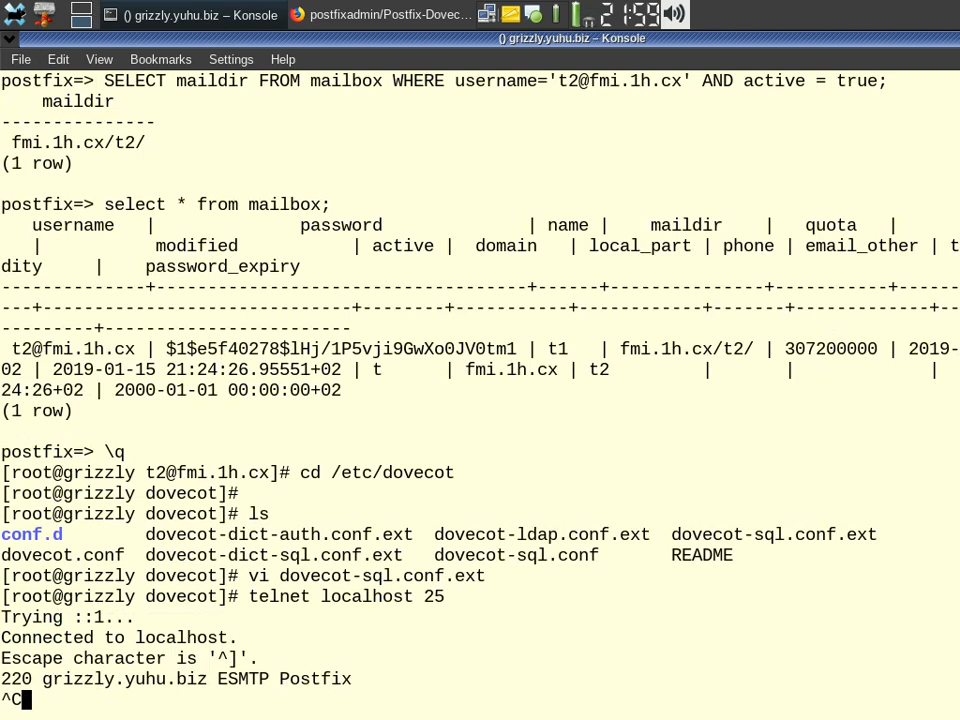 () grizzly.yuhu.biz – Konsole
postfixadmin/Postfix-Dovec...
21:59
() grizzly.yuhu.biz – Konsole
File Edit View Bookmarks Settings Help
postfix=> SELECT maildir FROM mailbox WHERE username='t2@fmi.1h.cx' AND active = true;
    maildir
---------------
 fmi.1h.cx/t2/
(1 row)
postfix=> select * from mailbox;
   username   |              password              | name |    maildir    |   quota   |
   |           modified           | active |  domain   | local_part | phone | email_other | t
dity     |    password_expiry
--------------+------------------------------------+------+---------------+-----------+------
---+------------------------------+--------+-----------+------------+-------+-------------+--
---------+------------------------
 t2@fmi.1h.cx | $1$e5f40278$lHj/1P5vji9GwXo0JV0tm1 | t1   | fmi.1h.cx/t2/ | 307200000 | 2019-
02 | 2019-01-15 21:24:26.95551+02 | t      | fmi.1h.cx | t2         |       |             |
24:26+02 | 2000-01-01 00:00:00+02
(1 row)
postfix=> \q
[root@grizzly t2@fmi.1h.cx]# cd /etc/dovecot
[root@grizzly dovecot]#
[root@grizzly dovecot]# ls
conf.d        dovecot-dict-auth.conf.ext  dovecot-ldap.conf.ext  dovecot-sql.conf.ext
dovecot.conf  dovecot-dict-sql.conf.ext   dovecot-sql.conf       README
[root@grizzly dovecot]# vi dovecot-sql.conf.ext
[root@grizzly dovecot]# telnet localhost 25
Trying ::1...
Connected to localhost.
Escape character is '^]'.
220 grizzly.yuhu.biz ESMTP Postfix
^C